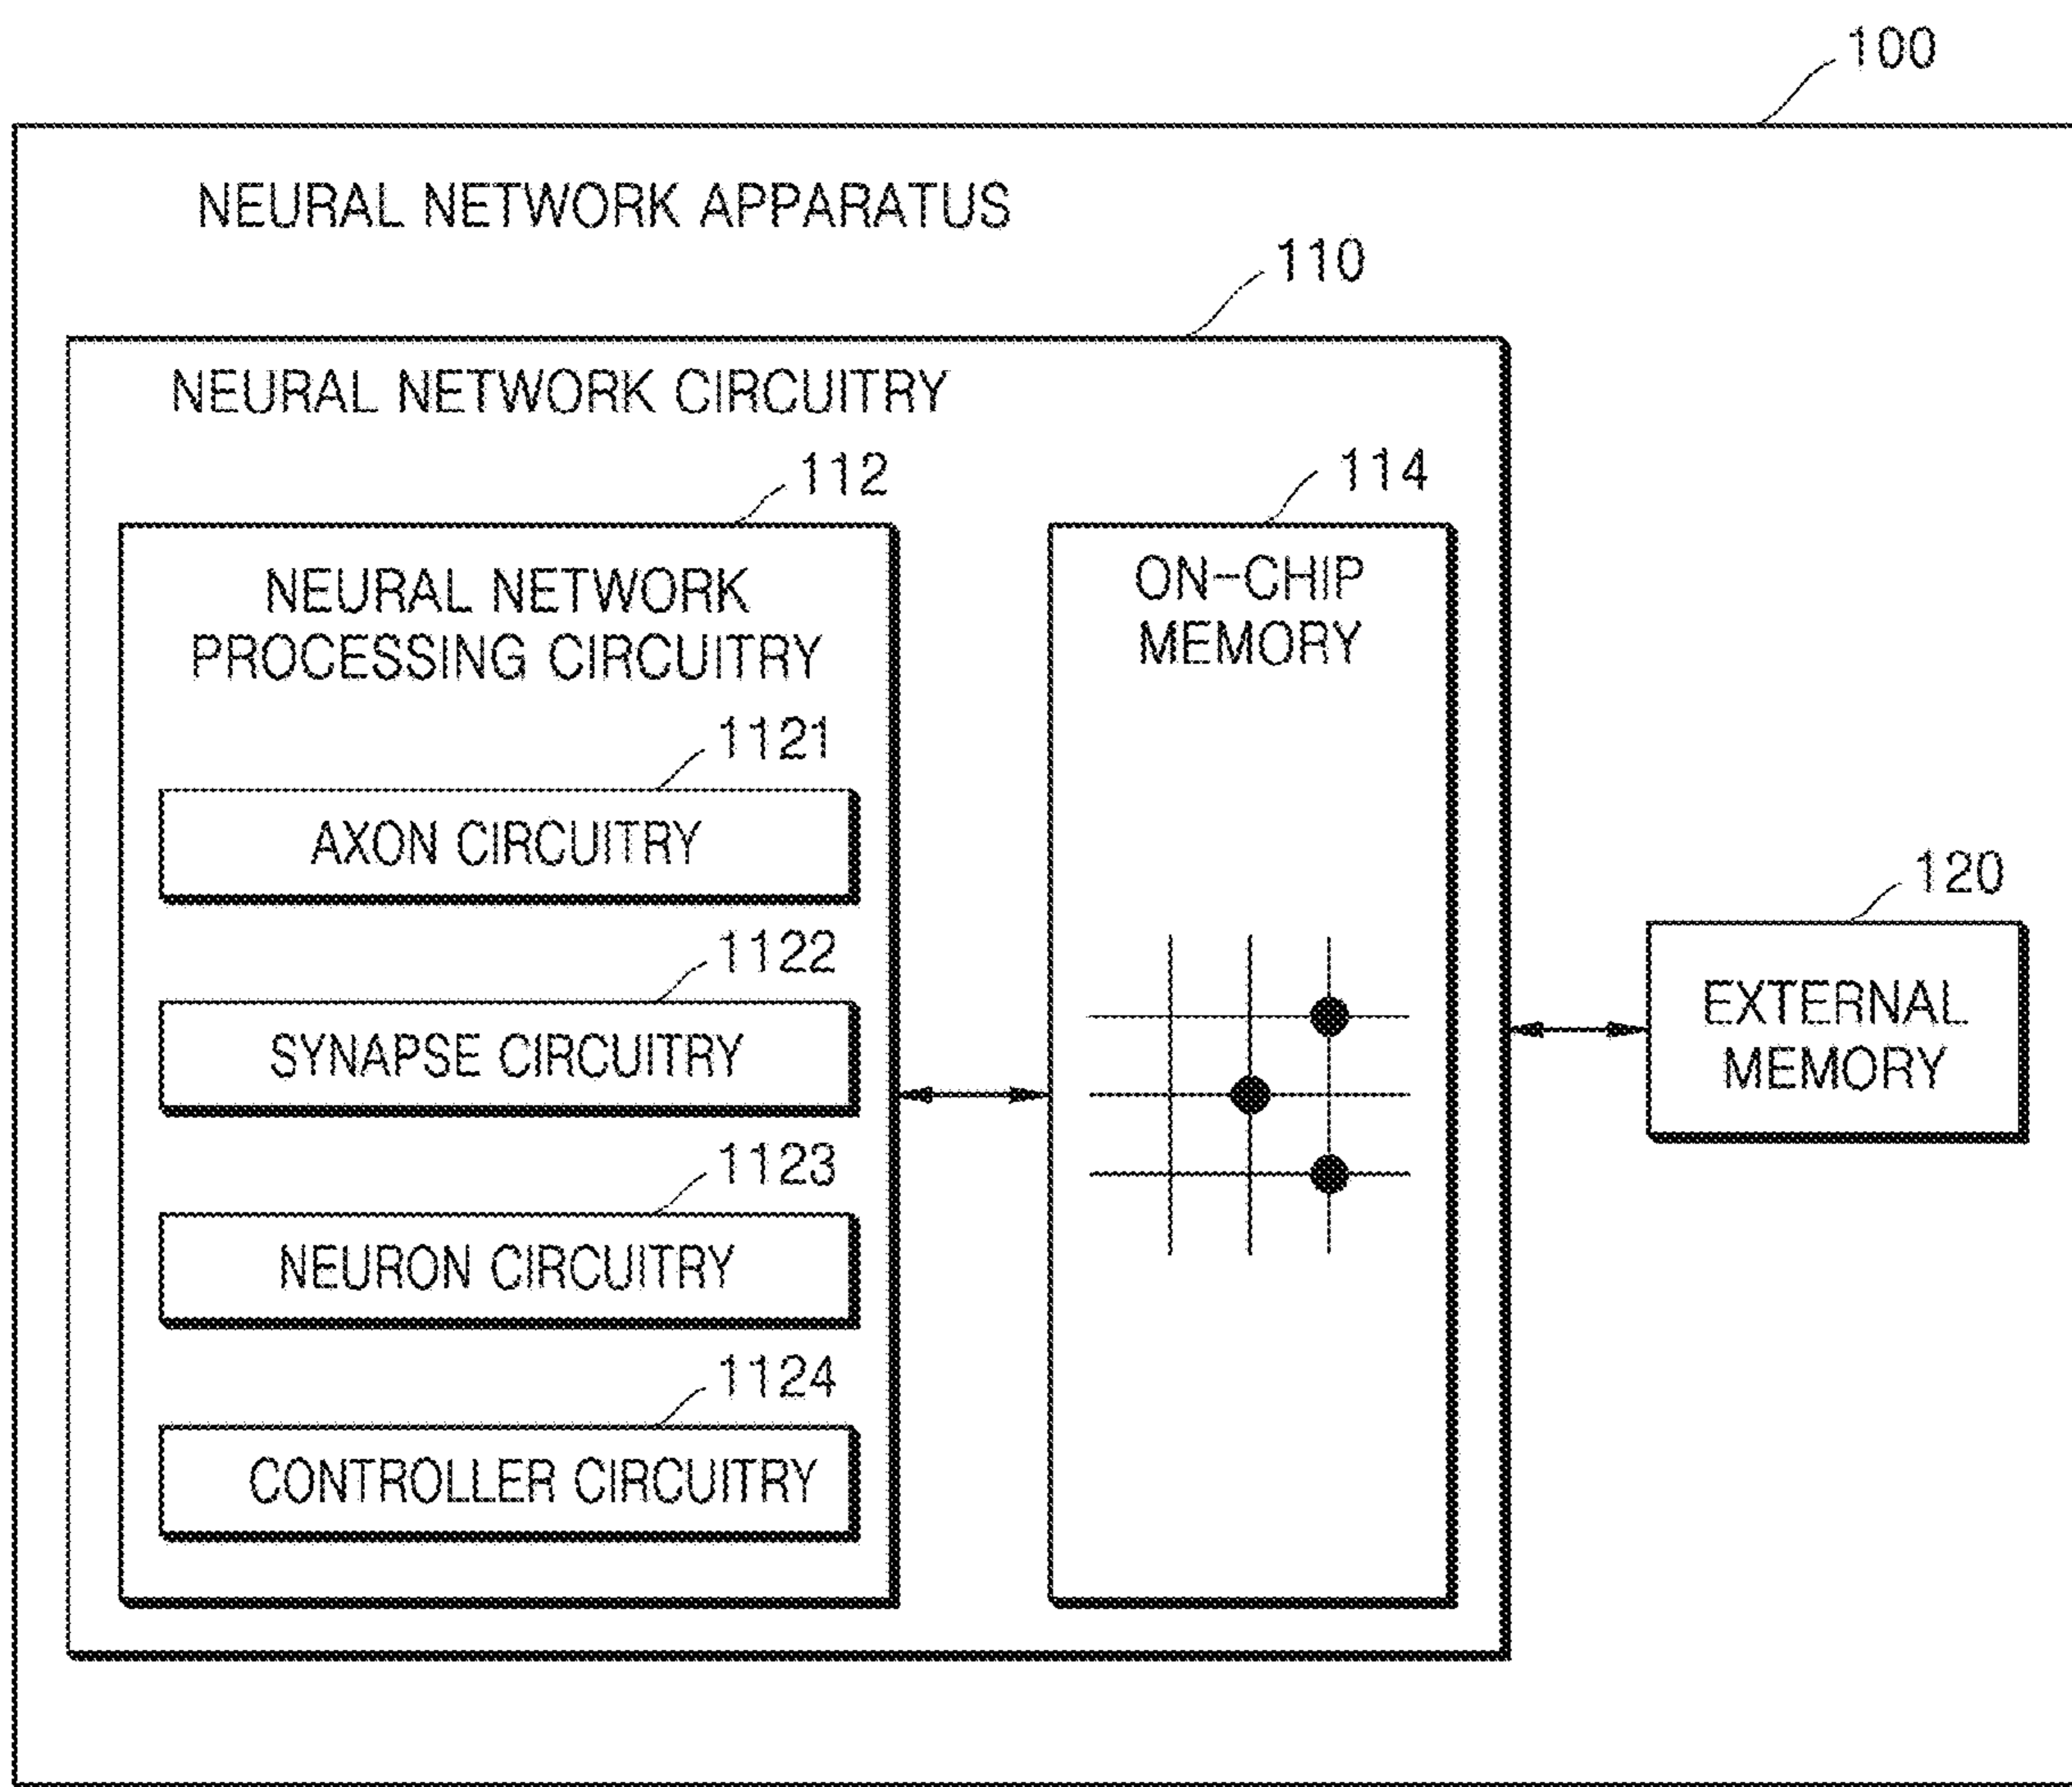 100
NEURAL NETWORK APPARATUS
110
NEURAL NETWORK CIRCUITRY
112
NEURAL NETWORK
PROCESSING CIRCUITRY
1121
AXON CIRCUITRY
1122
SYNAPSE CIRCUITRY
1123
NEURON CIRCUITRY
1124
CONTROLLER CIRCUITRY
114
ON-CHIP
MEMORY
120
EXTERNAL
MEMORY